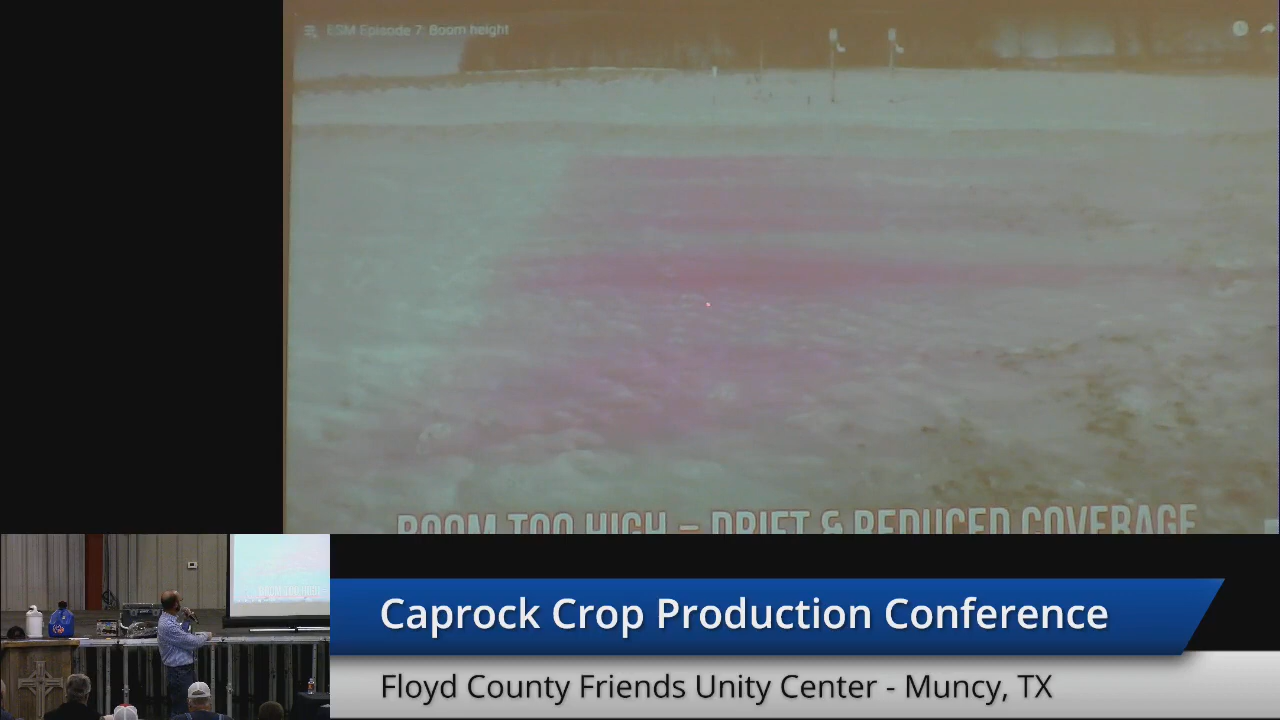 ESM Episode 7: Boom height
BOOM TOO HIGH = DRIFT & REDUCED COVERAGE
Caprock Crop Production Conference
Floyd County Friends Unity Center - Muncy, TX